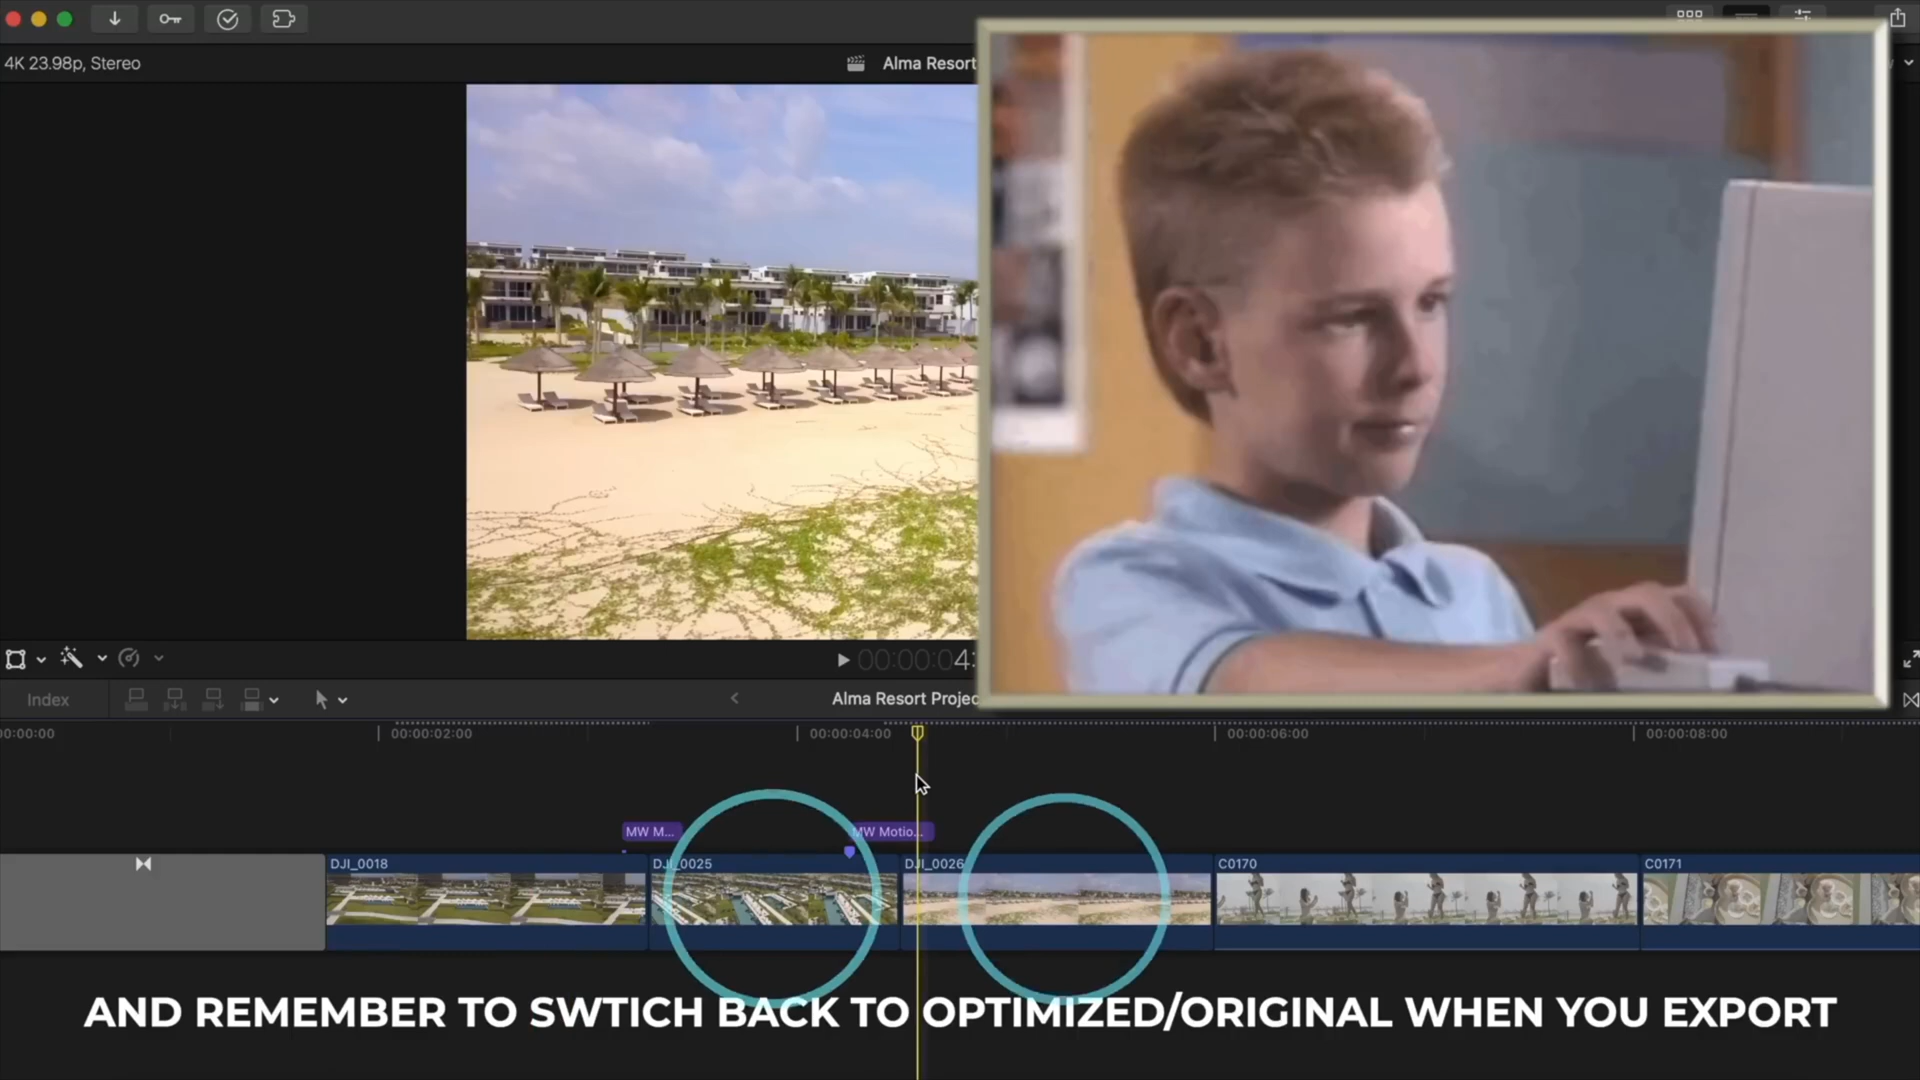 4K 23.98p, Stereo
Alma Resort
00:00:04:
Index
Alma Resort Projec
00:00:00
00:00:02:00
00:00:04:00
00:00:06:00
00:00:08:00
MW M...
MW Motio...
DJI_0018
DJI_0025
DJI_0026
C0170
C0171
AND REMEMBER TO SWTICH BACK TO OPTIMIZED/ORIGINAL WHEN YOU EXPORT